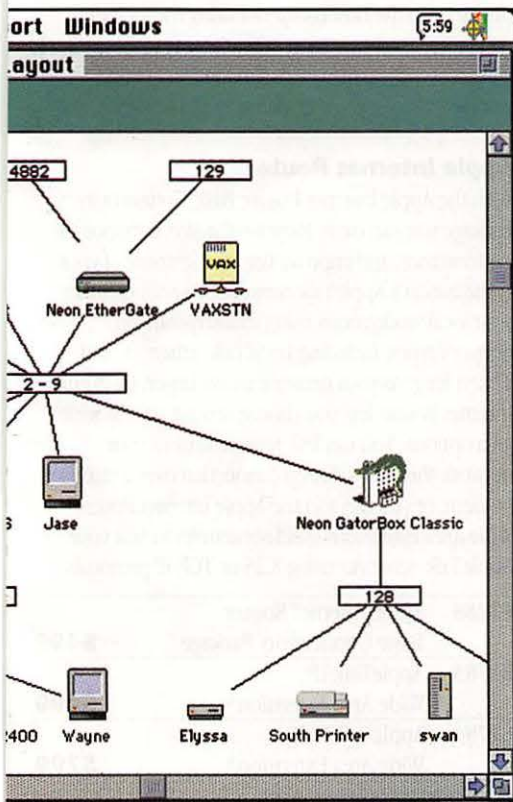 ort Windows 5:59
ayout
4882 129
VAX
Neon EtherGate VAXSTN
2 - 9
S Jase Neon GatorBox Classic
128
2400 Wayne Elyssa South Printer swan